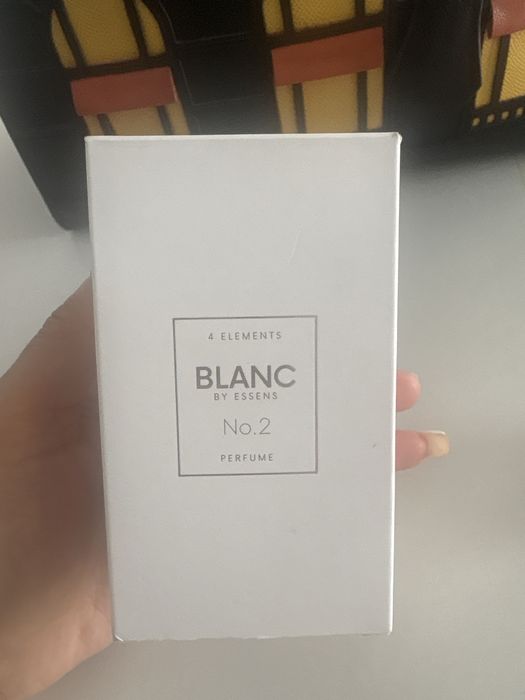 4 ELEMENTS
BLANC
BY ESSENS
No.2
PERFUME